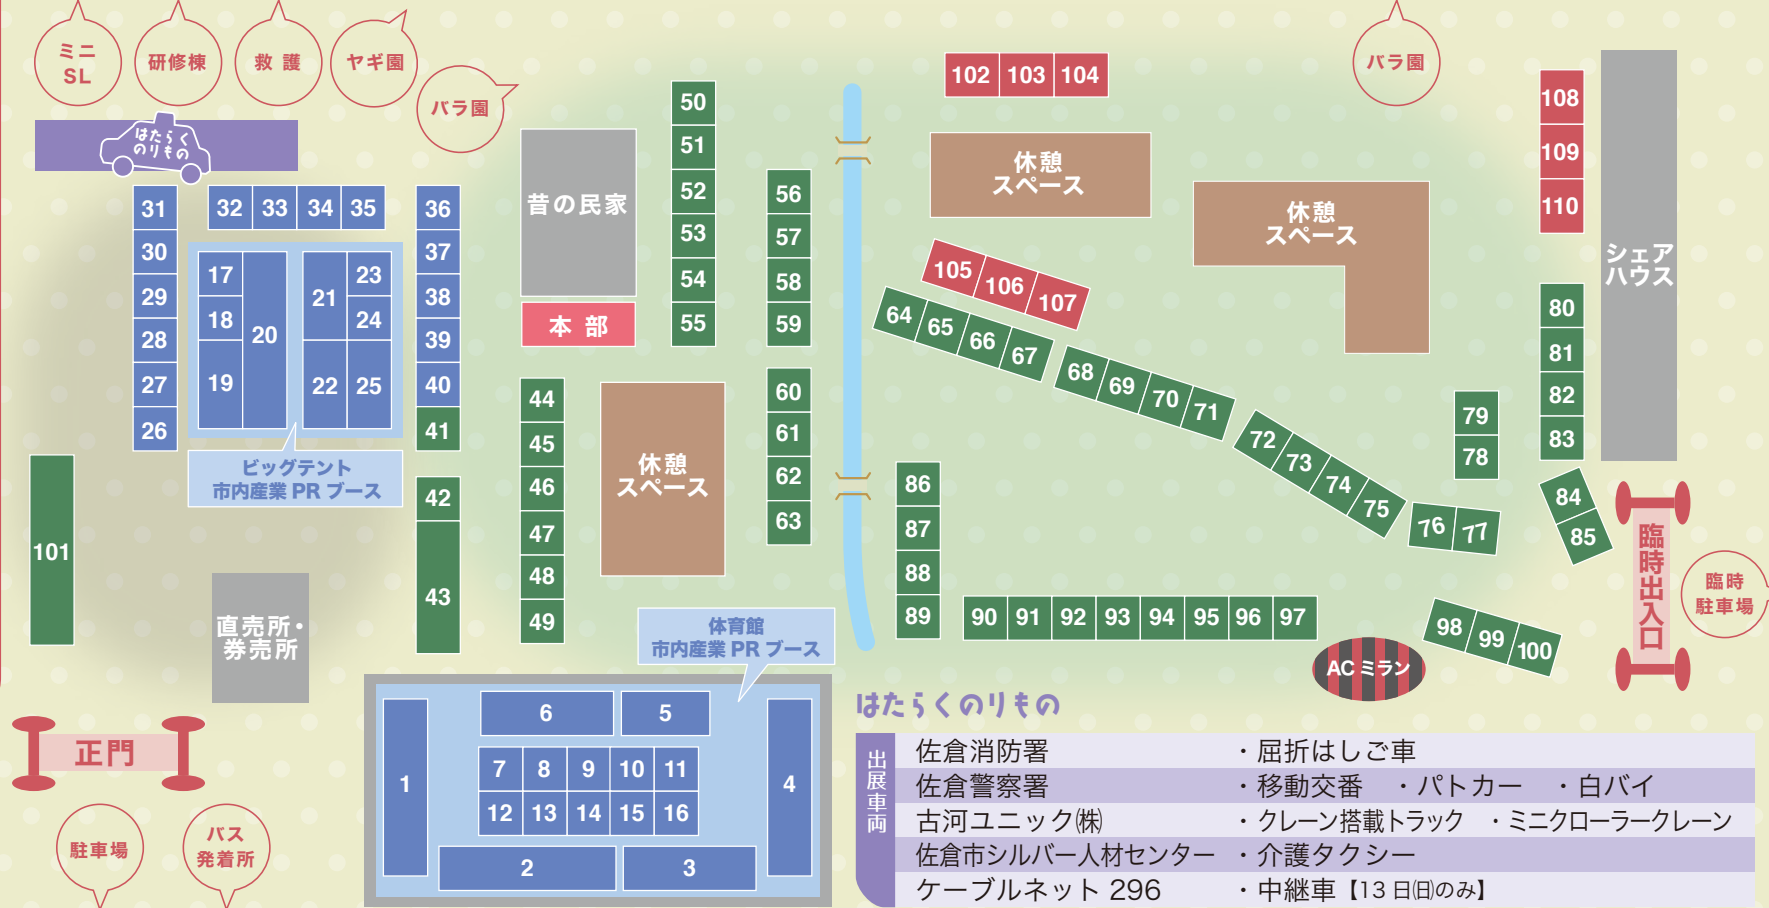 ミニ
SL
研修棟
救 護
ヤギ園
バラ園
バラ園
はたらく
のりもの
31
30
29
28
27
26
32 33 34 35
36
37
38
39
40
41
42
43
17
18
19
20
21
22
23
24
25
ビッグテント
市内産業 PR ブース
101
直売所・
券売所
正門
駐車場
バス
発着所
昔の民家
本 部
44
45
46
47
48
49
休憩
スペース
50
51
52
53
54
55
56
57
58
59
60
61
62
63
体育館
市内産業 PR ブース
1
6 5
7 8 9 10 11
12 13 14 15 16
2 3
4
102 103 104
休憩
スペース
休憩
スペース
105 106 107
64 65 66 67
68 69 70 71
72 73 74 75
76 77
79
78
108
109
110
シェア
ハウス
80
81
82
83
84
85
86
87
88
89
90 91 92 93 94 95 96 97
98 99 100
AC ミラン
臨時出入口
臨時
駐車場
はたらくのりもの
出展車両
佐倉消防署 ・屈折はしご車
佐倉警察署 ・移動交番 ・パトカー ・白バイ
古河ユニック㈱ ・クレーン搭載トラック ・ミニクローラークレーン
佐倉市シルバー人材センター ・介護タクシー
ケーブルネット 296 ・中継車【13 日㈰のみ】